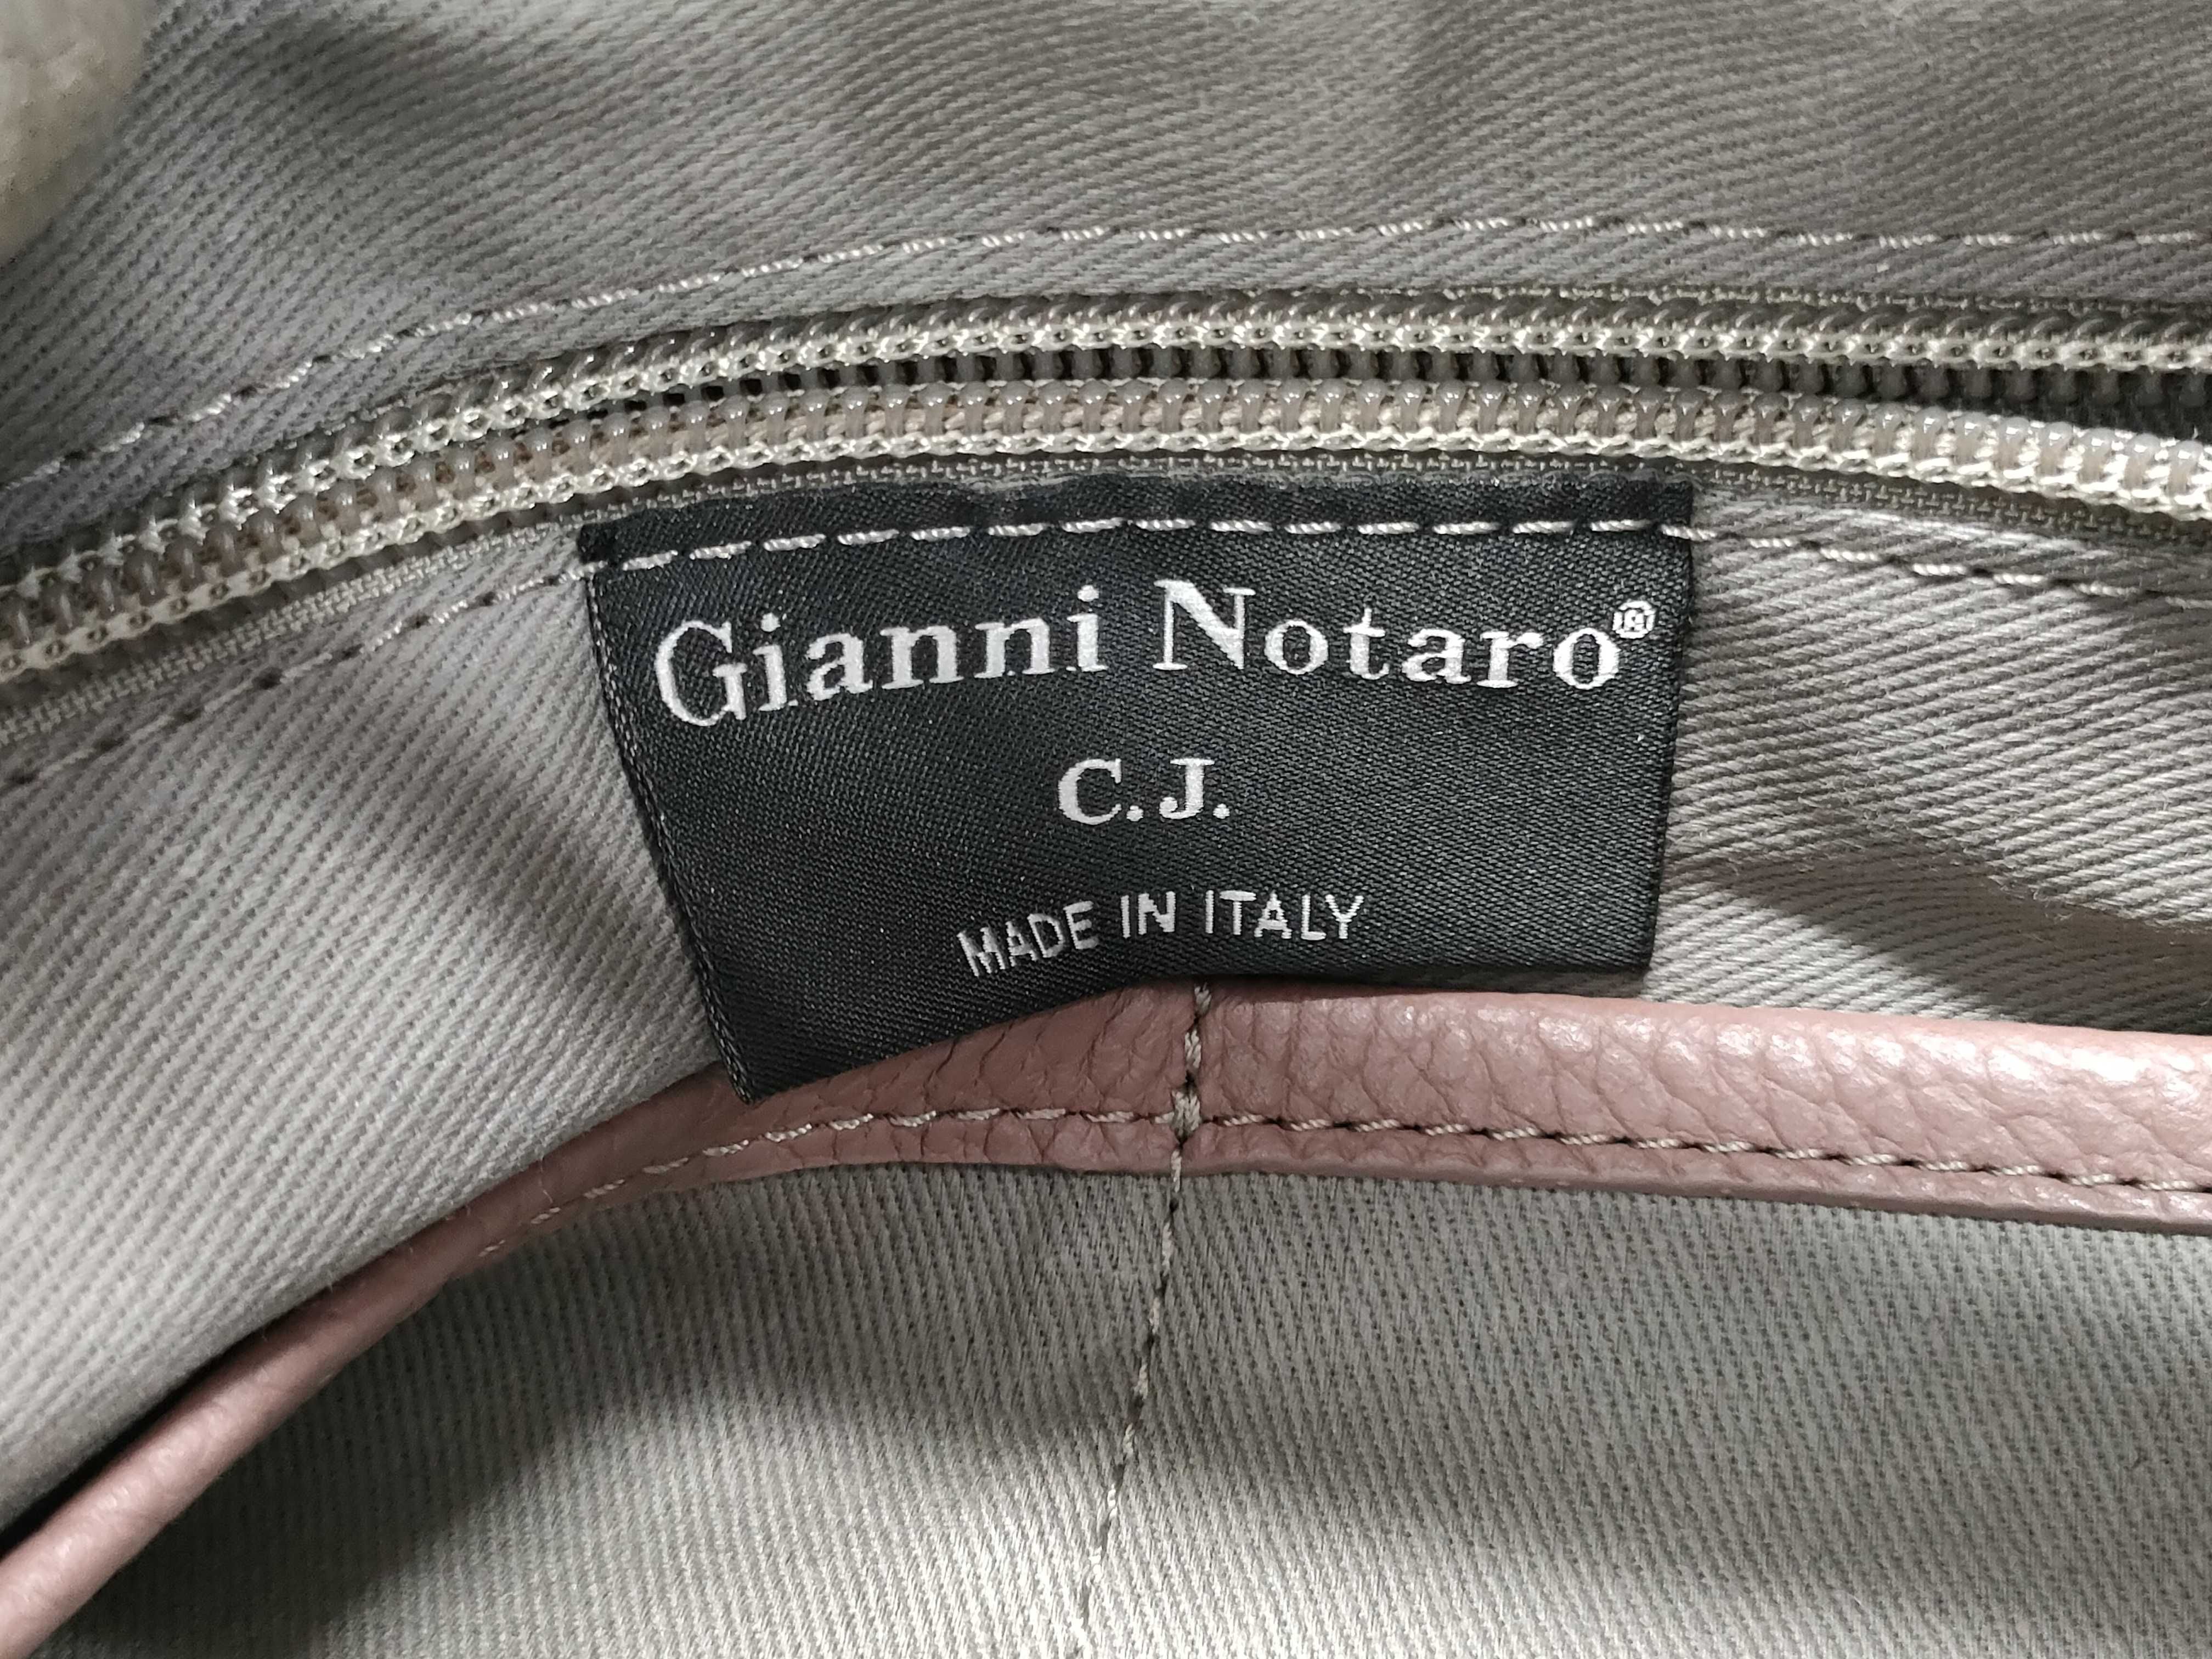 Gianni Notaro®
C.J.
MADE IN ITALY